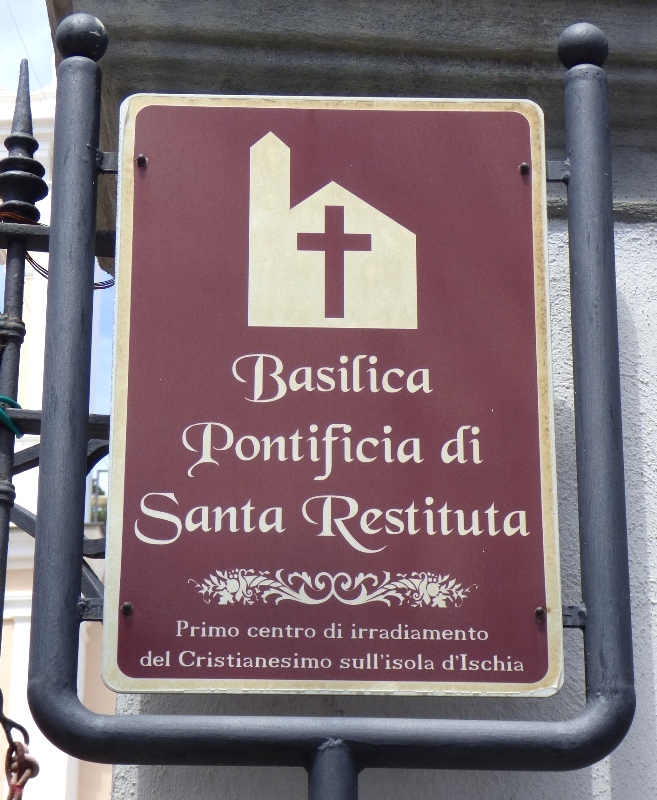 Basilica
Pontificia di
Santa Restituta
Primo centro di irradiamento
del Cristianesimo sull'isola d'Ischia